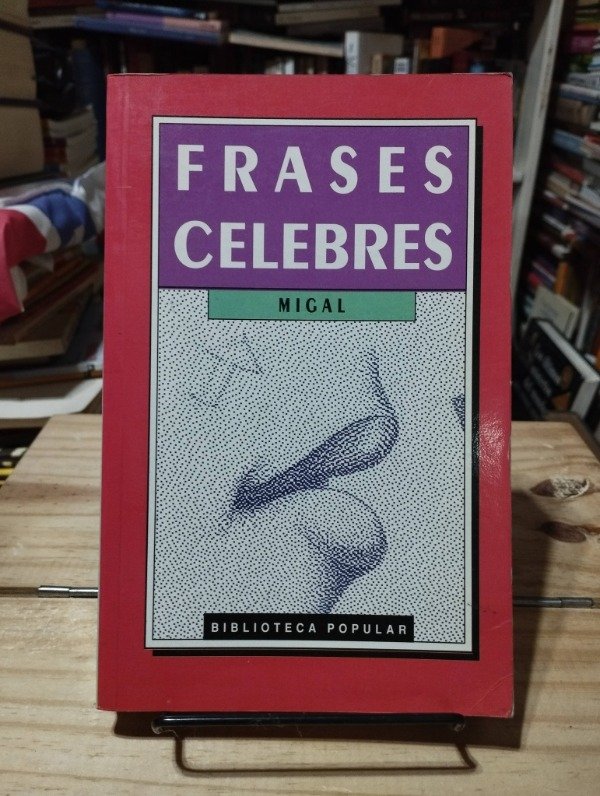 FRASES
CELEBRES
MIGAL
BIBLIOTECA POPULAR